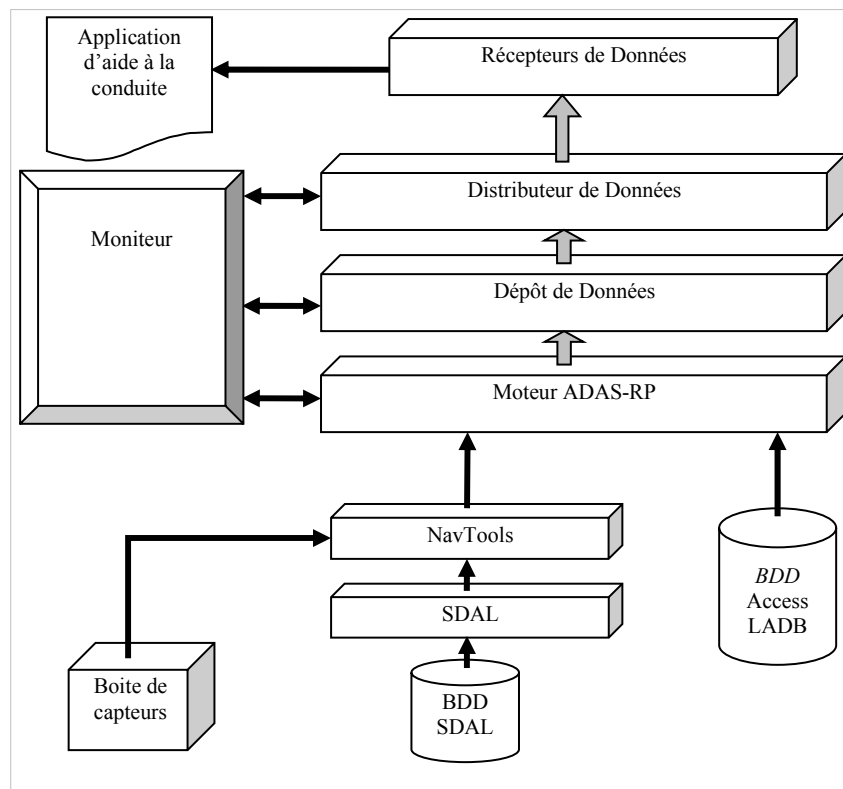 Application
d'aide à la
conduite
Récepteurs de Données
Distributeur de Données
Moniteur
Dépôt de Données
Moteur ADAS-RP
NavTools
BDD
Access
LADB
SDAL
Boite de
capteurs
BDD
SDAL